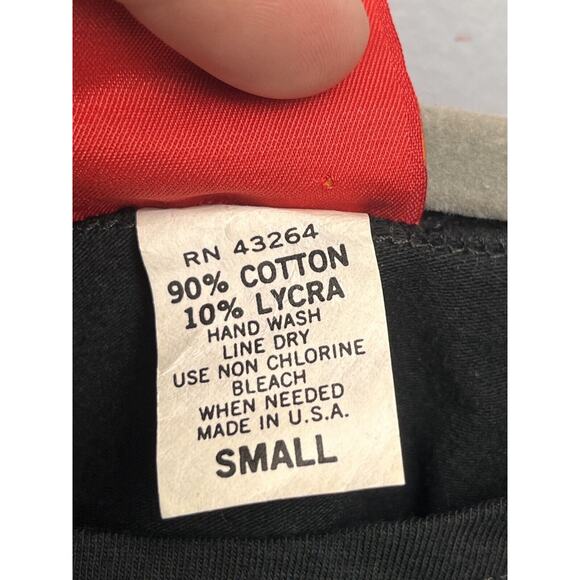 RN 43264
90% COTTON
10% LYCRA
HAND WASH
LINE DRY
USE NON CHLORINE
BLEACH
WHEN NEEDED
MADE IN U.S.A.
SMALL